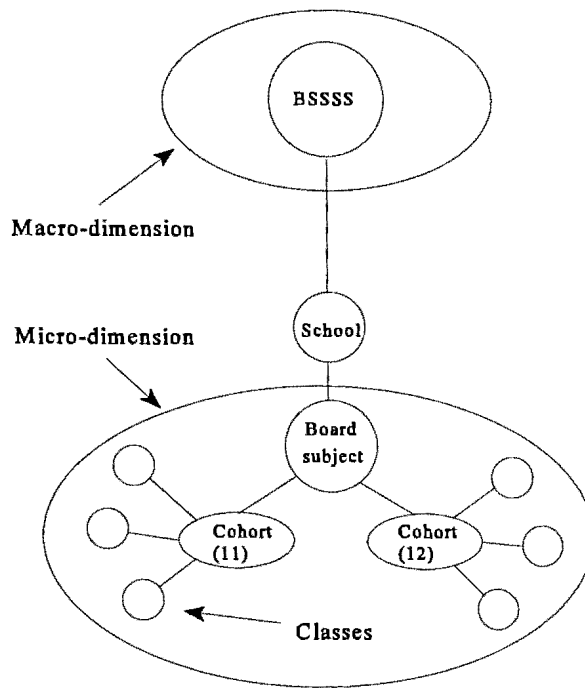 BSSSS
Macro-dimension
School
Micro-dimension
Board
subject
Cohort
(11)
Cohort
(12)
Classes